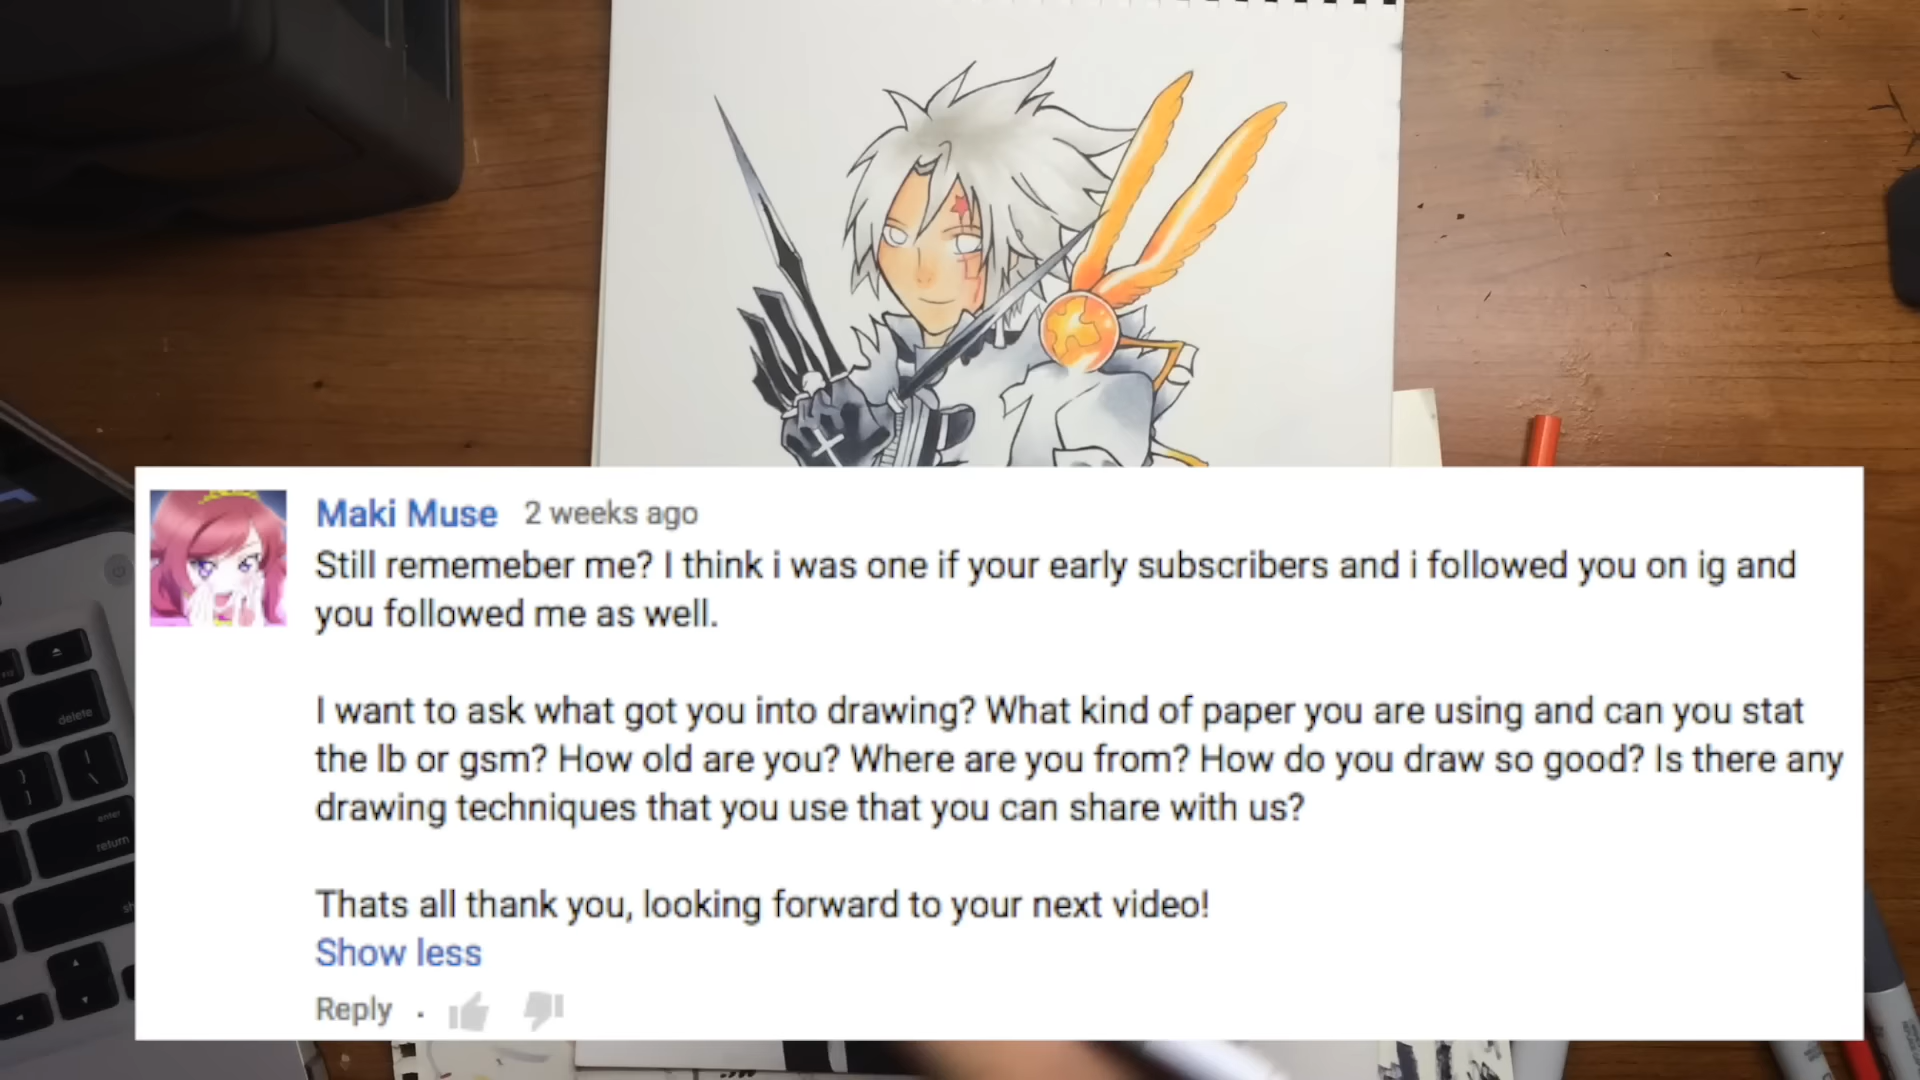 Maki Muse 2 weeks ago
Still rememeber me? I think i was one if your early subscribers and i followed you on ig and
you followed me as well.
I want to ask what got you into drawing? What kind of paper you are using and can you stat
the lb or gsm? How old are you? Where are you from? How do you draw so good? Is there any
drawing techniques that you use that you can share with us?
Thats all thank you, looking forward to your next video!
Show less
Reply .
delete
enter
return
sh